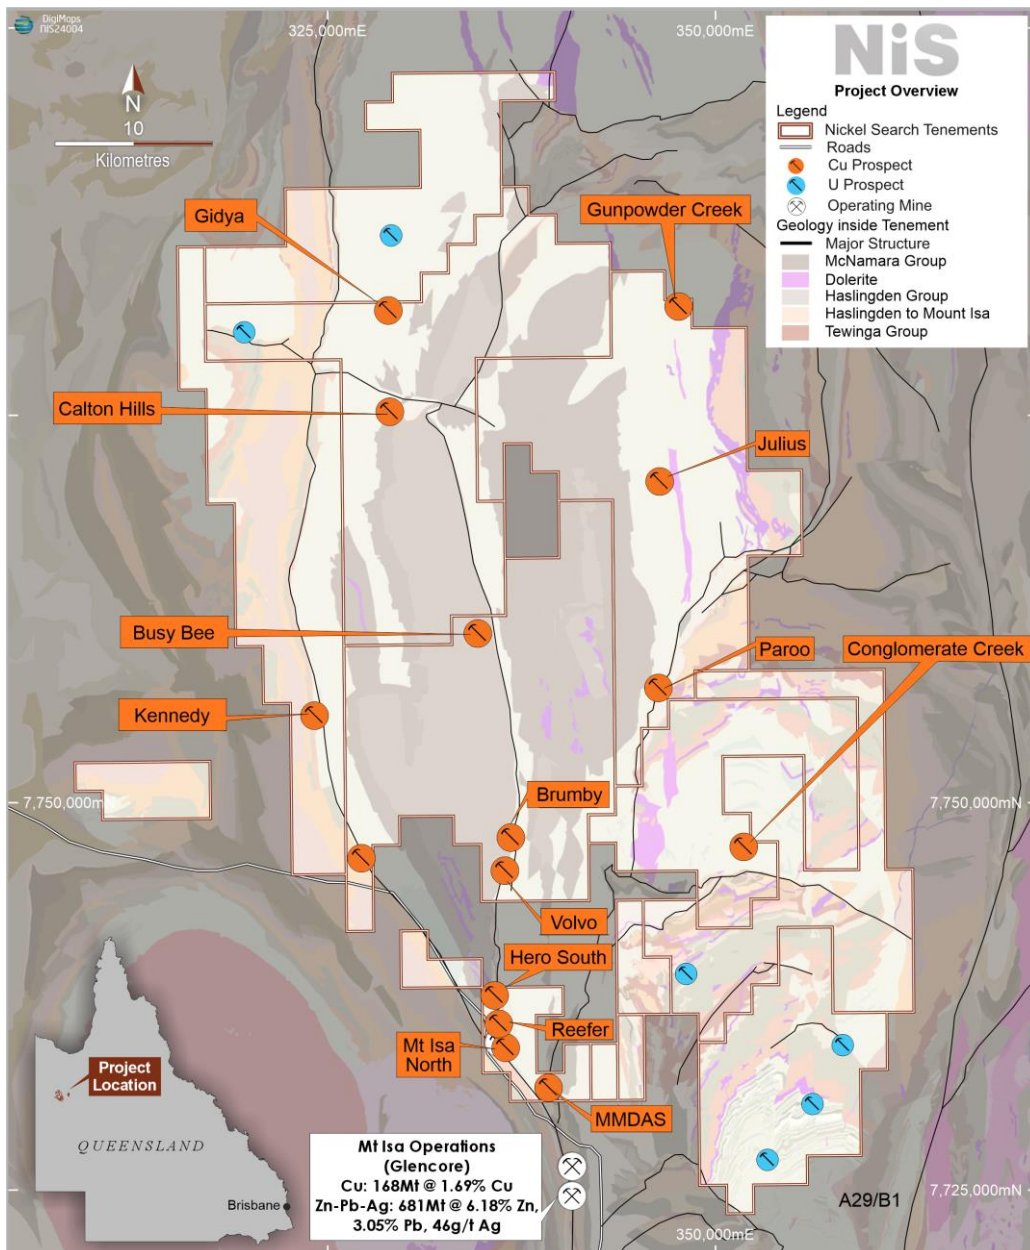 DigiMaps
NIS24004
325,000mE
350,000mE
NiS
Project Overview
Legend
Nickel Search Tenements
Roads
Cu Prospect
U Prospect
Operating Mine
Geology inside Tenement
Major Structure
McNamara Group
Dolerite
Haslingden Group
Haslingden to Mount Isa
Tewinga Group
N
10
Kilometres
Gidya
Gunpowder Creek
Calton Hills
Julius
Busy Bee
Paroo
Conglomerate Creek
Kennedy
Brumby
7,750,000mN
7,750,000mN
Volvo
Hero South
Reefer
Mt Isa
North
MMDAS
Project
Location
QUEENSLAND
Brisbane
Mt Isa Operations
(Glencore)
Cu: 168Mt @ 1.69% Cu
Zn-Pb-Ag: 681Mt @ 6.18% Zn,
3.05% Pb, 46g/t Ag
A29/B1
7,725,000mN
350,000mE